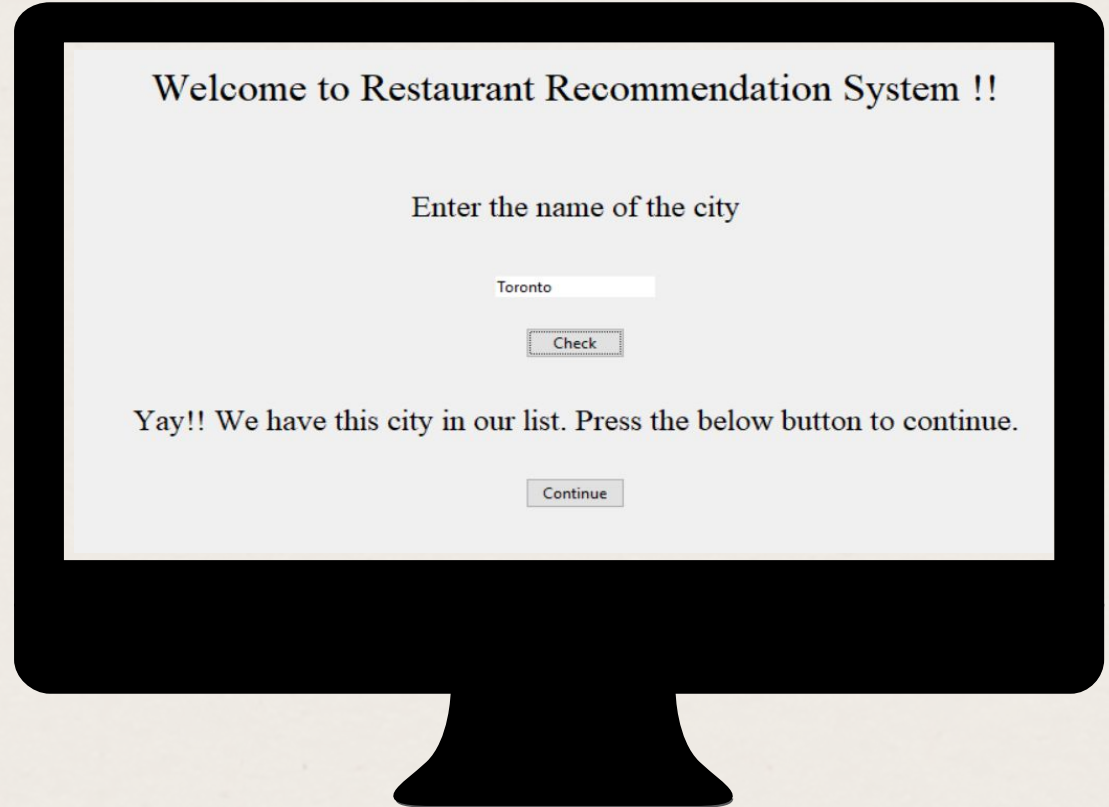 Welcome to Restaurant Recommendation System !!
Enter the name of the city
Toronto
Check
Yay!! We have this city in our list. Press the below button to continue.
Continue